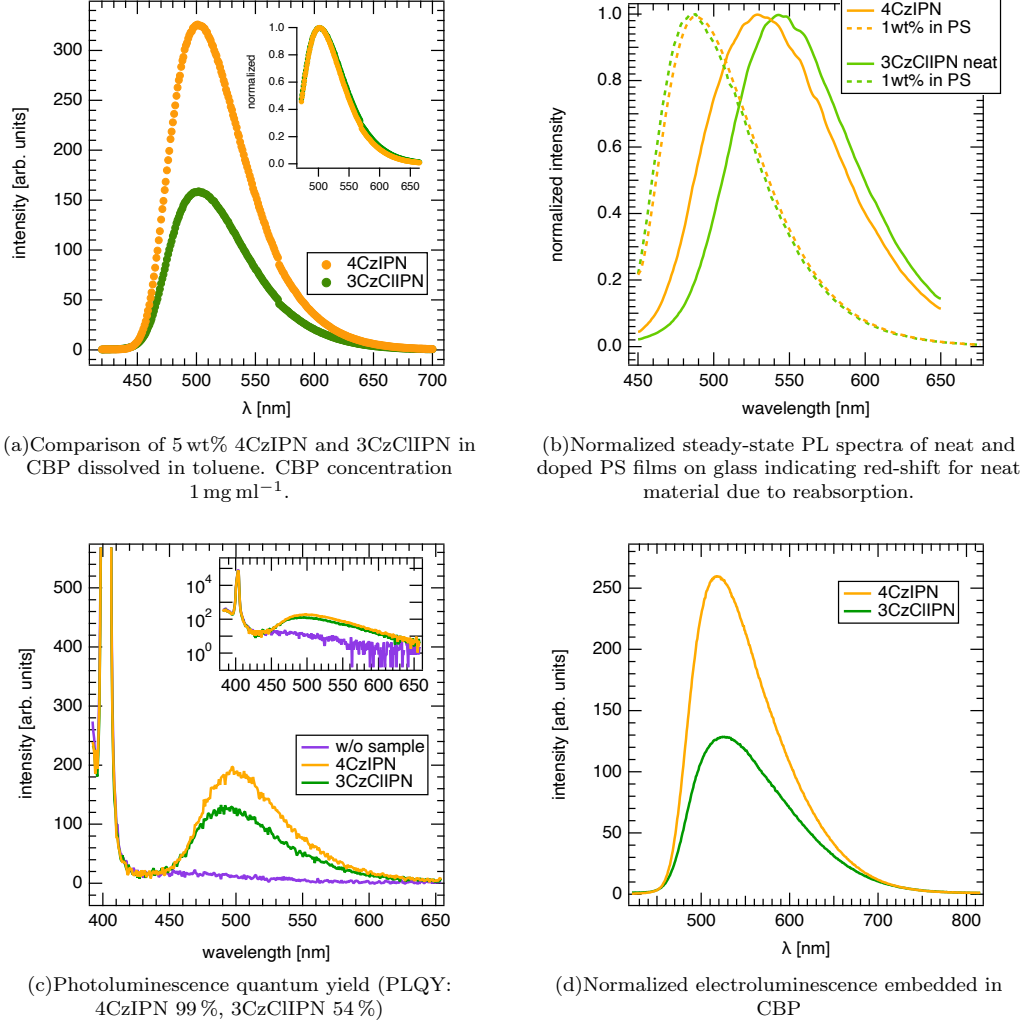 intensity [arb. units]
300
250
200
150
100
50
0
450
500
550
600
650
700
λ [nm]
normalized
1.0
0.8
0.6
0.4
0.2
0.0
500
550
600
650
4CzIPN
3CzClIPN
(a)Comparison of 5 wt% 4CzIPN and 3CzClIPN in
CBP dissolved in toluene. CBP concentration
1 mg ml⁻¹.
normalized intensity
1.0
0.8
0.6
0.4
0.2
0.0
450
500
550
600
650
wavelength [nm]
4CzIPN
1wt% in PS
3CzClIPN neat
1wt% in PS
(b)Normalized steady-state PL spectra of neat and
doped PS films on glass indicating red-shift for neat
material due to reabsorption.
intensity [arb. units]
500
400
300
200
100
0
400
450
500
550
600
650
wavelength [nm]
10⁴
10²
10⁰
400
450
500
550
600
650
w/o sample
4CzIPN
3CzClIPN
(c)Photoluminescence quantum yield (PLQY:
4CzIPN 99 %, 3CzClIPN 54 %)
intensity [arb. units]
250
200
150
100
50
0
500
600
700
800
λ [nm]
4CzIPN
3CzClIPN
(d)Normalized electroluminescence embedded in
CBP